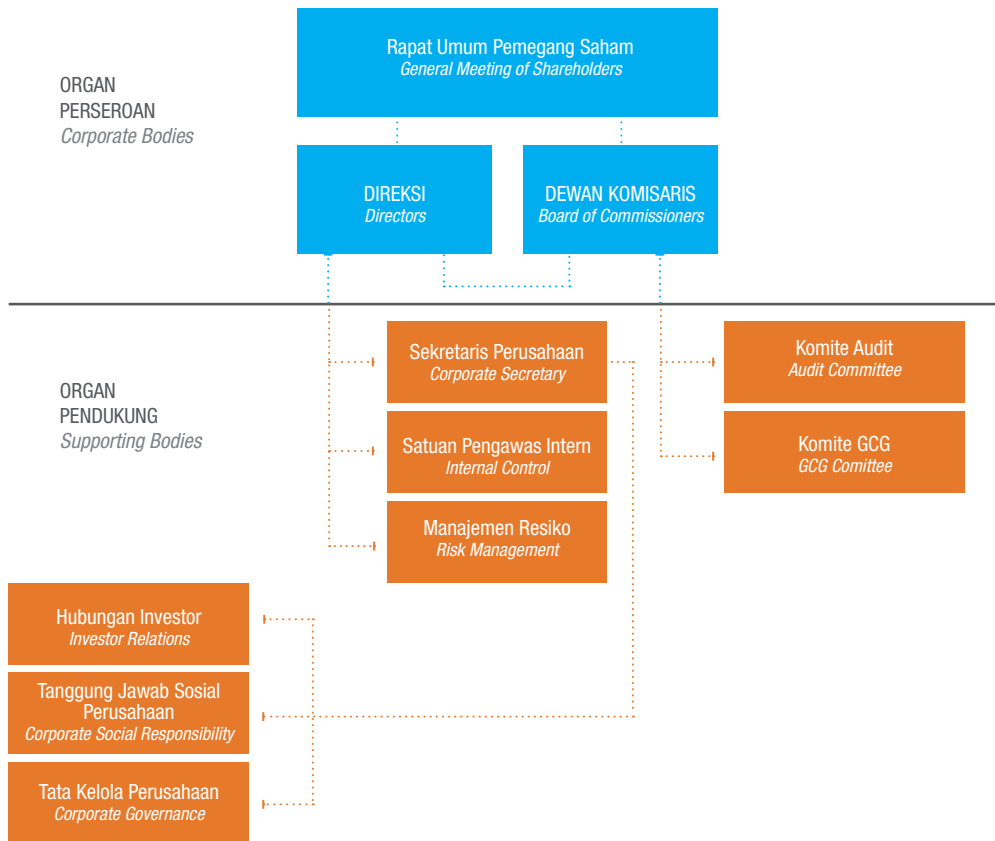 Rapat Umum Pemegang Saham
General Meeting of Shareholders
ORGAN
PERSEROAN
Corporate Bodies
DIREKSI
Directors
DEWAN KOMISARIS
Board of Commissioners
ORGAN
PENDUKUNG
Supporting Bodies
Sekretaris Perusahaan
Corporate Secretary
Komite Audit
Audit Committee
Satuan Pengawas Intern
Internal Control
Komite GCG
GCG Comittee
Manajemen Resiko
Risk Management
Hubungan Investor
Investor Relations
Tanggung Jawab Sosial
Perusahaan
Corporate Social Responsibility
Tata Kelola Perusahaan
Corporate Governance